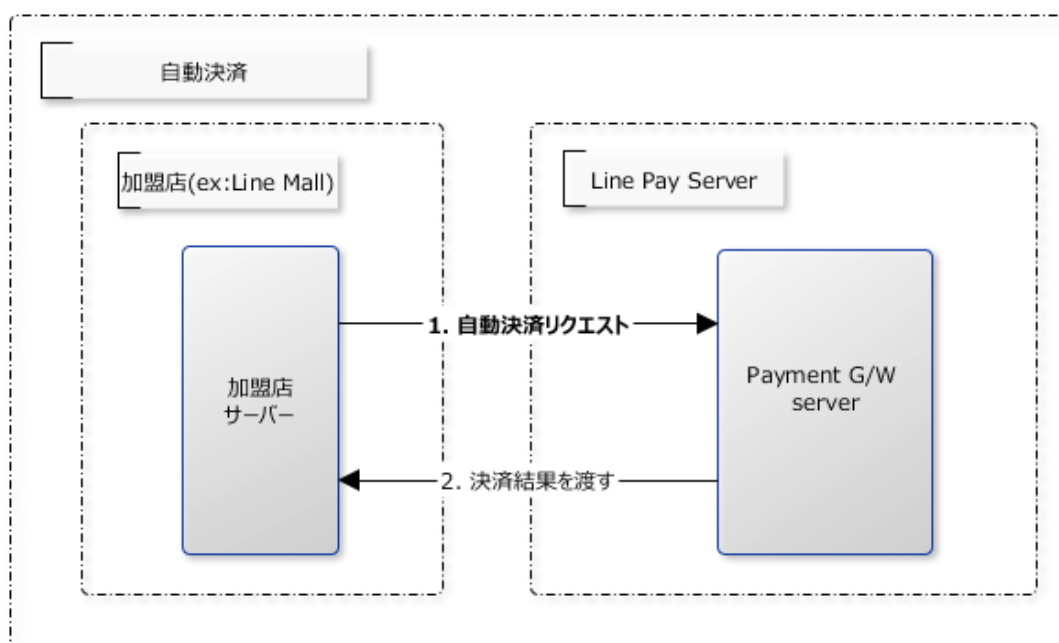 自動決済
加盟店(ex:Line Mall)
Line Pay Server
1. 自動決済リクエスト
加盟店
サーバー
Payment G/W
server
2. 決済結果を渡す